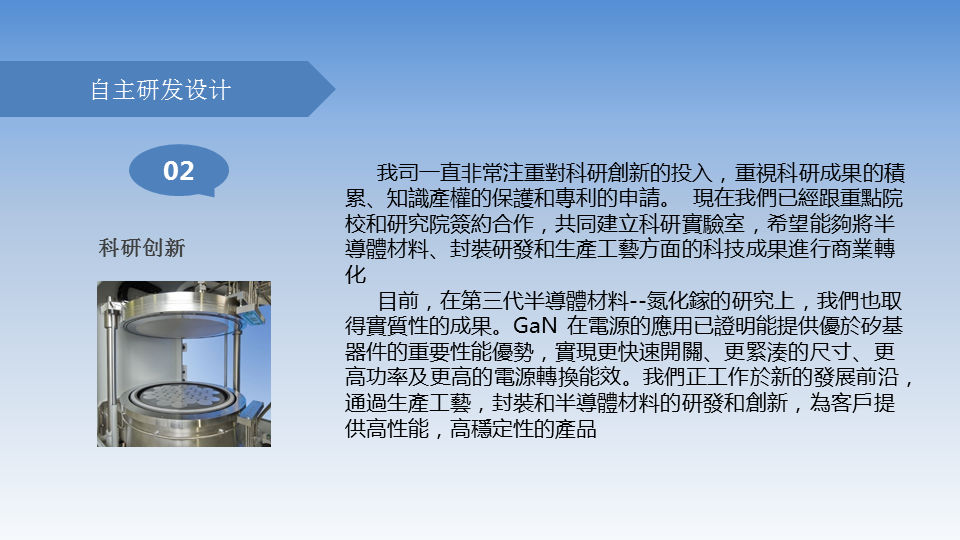 自主研发设计
02
科研创新
我司一直非常注重對科研創新的投入，重視科研成果的積
累、知識產權的保護和專利的申請。 現在我們已經跟重點院
校和研究院簽約合作，共同建立科研實驗室，希望能夠將半
導體材料、封裝研發和生產工藝方面的科技成果進行商業轉
化
目前，在第三代半導體材料--氮化鎵的研究上，我們也取
得實質性的成果。GaN 在電源的應用已證明能提供優於矽基
器件的重要性能優勢，實現更快速開關、更緊湊的尺寸、更
高功率及更高的電源轉換能效。我們正工作於新的發展前沿，
通過生產工藝，封裝和半導體材料的研發和創新，為客戶提
供高性能，高穩定性的產品